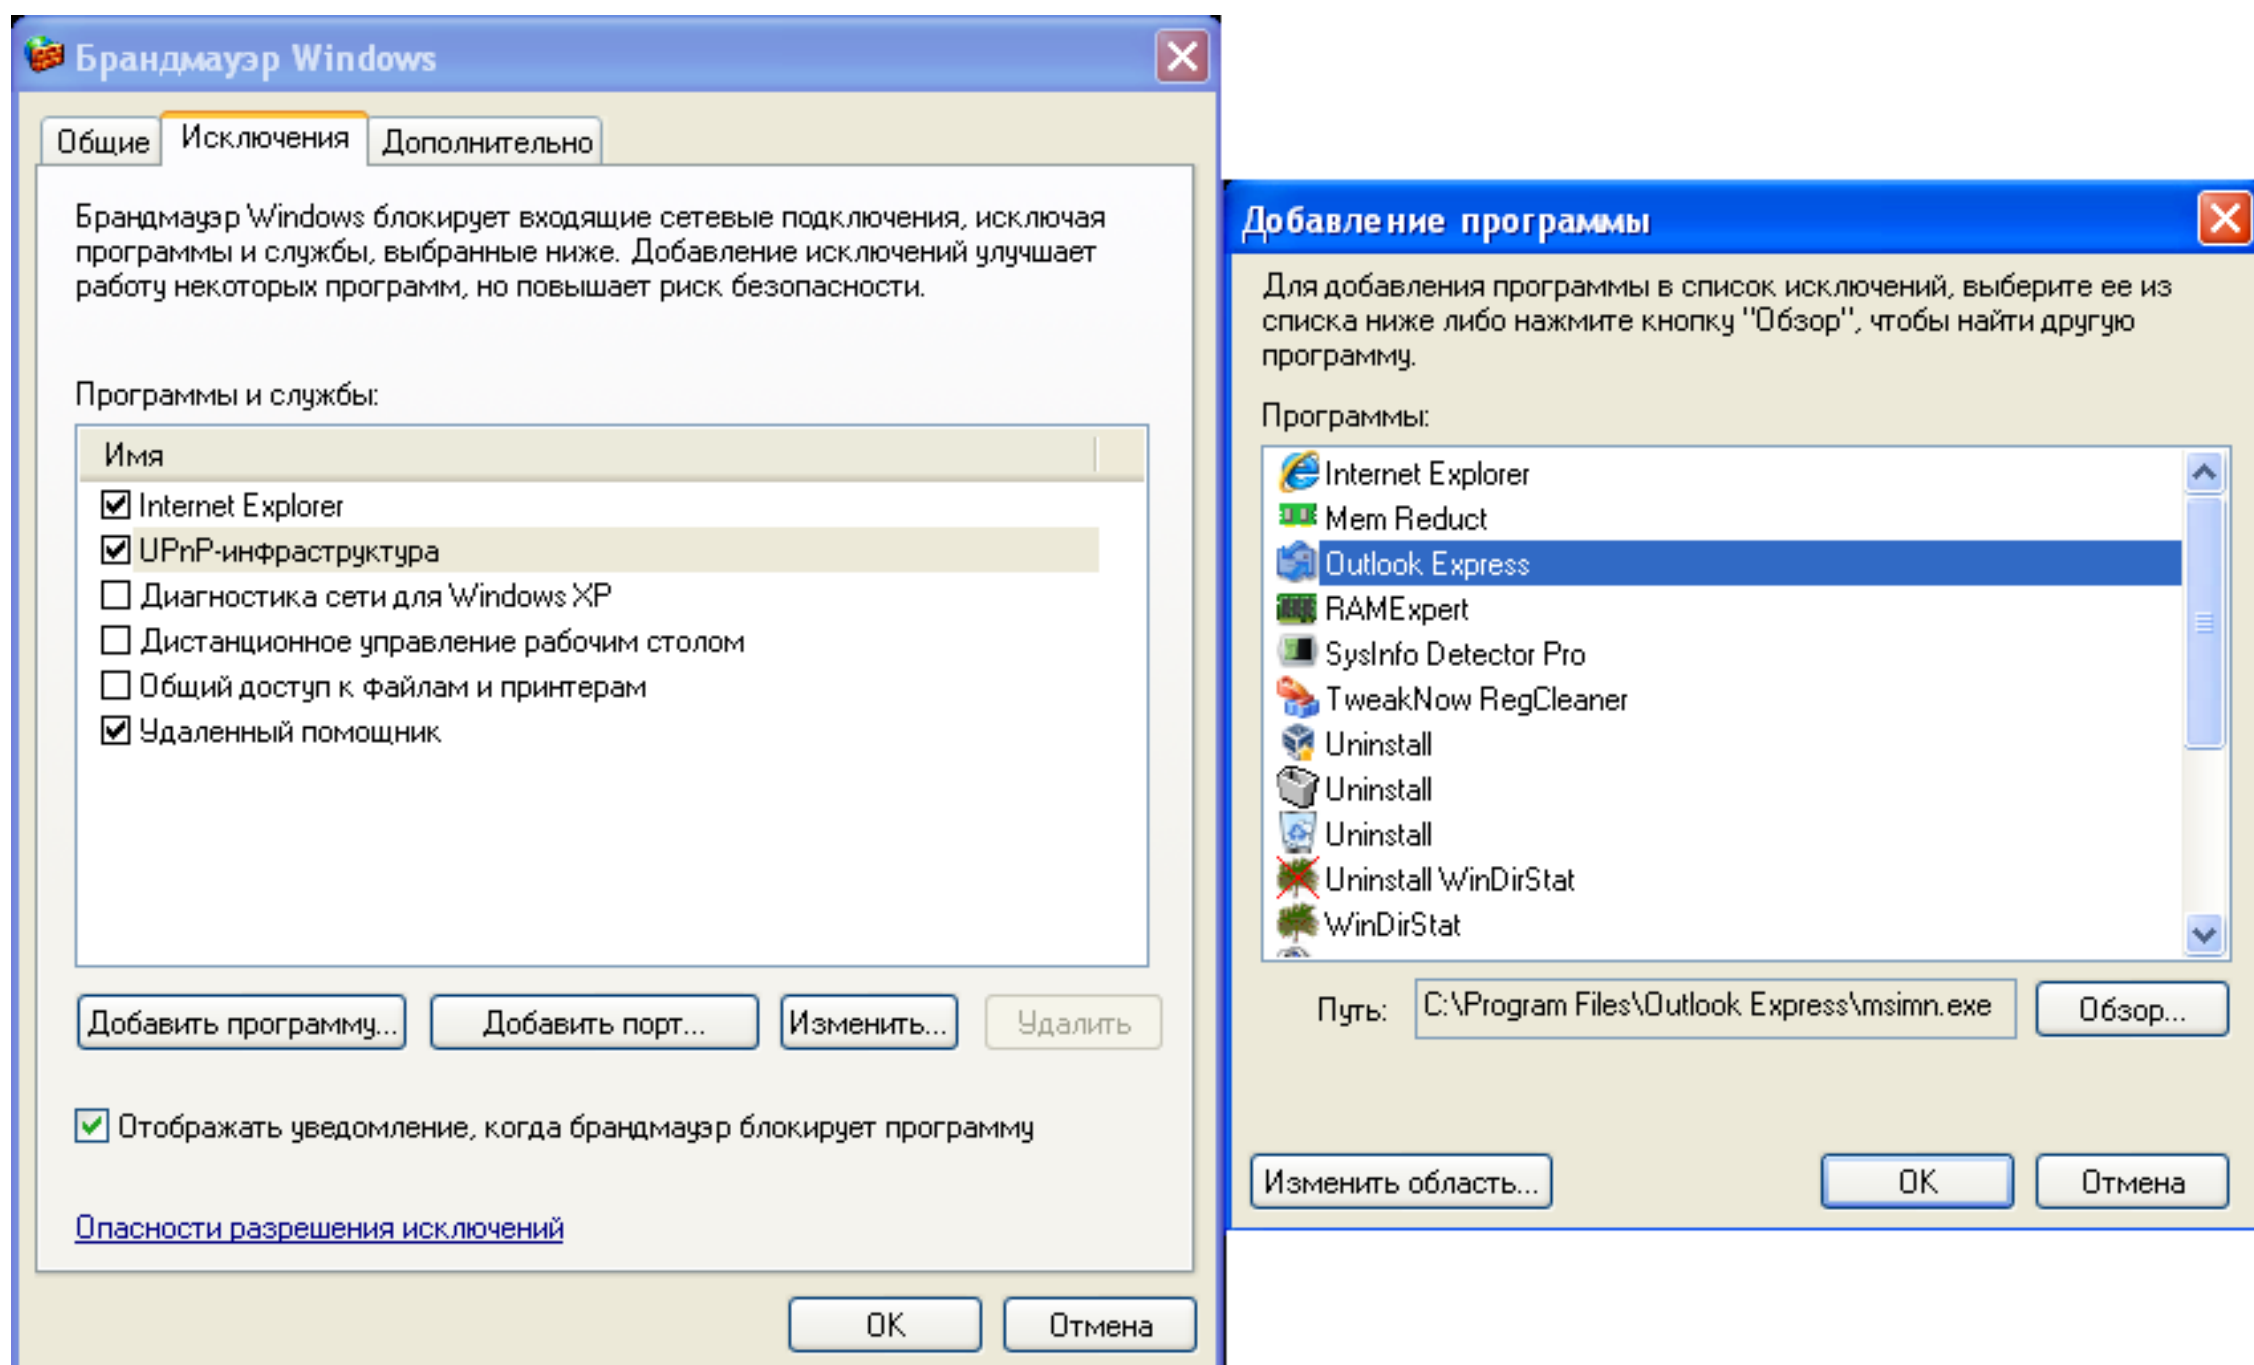 Брандмауэр Windows
Общие
Исключения
Дополнительно
Брандмауэр Windows блокирует входящие сетевые подключения, исключая
программы и службы, выбранные ниже. Добавление исключений улучшает
работу некоторых программ, но повышает риск безопасности.
Программы и службы:
Имя
Internet Explorer
UPnP-инфраструктура
Диагностика сети для Windows XP
Дистанционное управление рабочим столом
Общий доступ к файлам и принтерам
Удаленный помощник
Добавить программу...
Добавить порт...
Изменить...
Удалить
Отображать уведомление, когда брандмауэр блокирует программу
Опасности разрешения исключений
ОК
Отмена
Добавление программы
Для добавления программы в список исключений, выберите ее из
списка ниже либо нажмите кнопку "Обзор", чтобы найти другую
программу.
Программы:
Internet Explorer
Mem Reduct
Outlook Express
RAMExpert
SysInfo Detector Pro
TweakNow RegCleaner
Uninstall
Uninstall
Uninstall
Uninstall WinDirStat
WinDirStat
Путь:
C:\Program Files\Outlook Express\msimn.exe
Обзор...
Изменить область...
ОК
Отмена